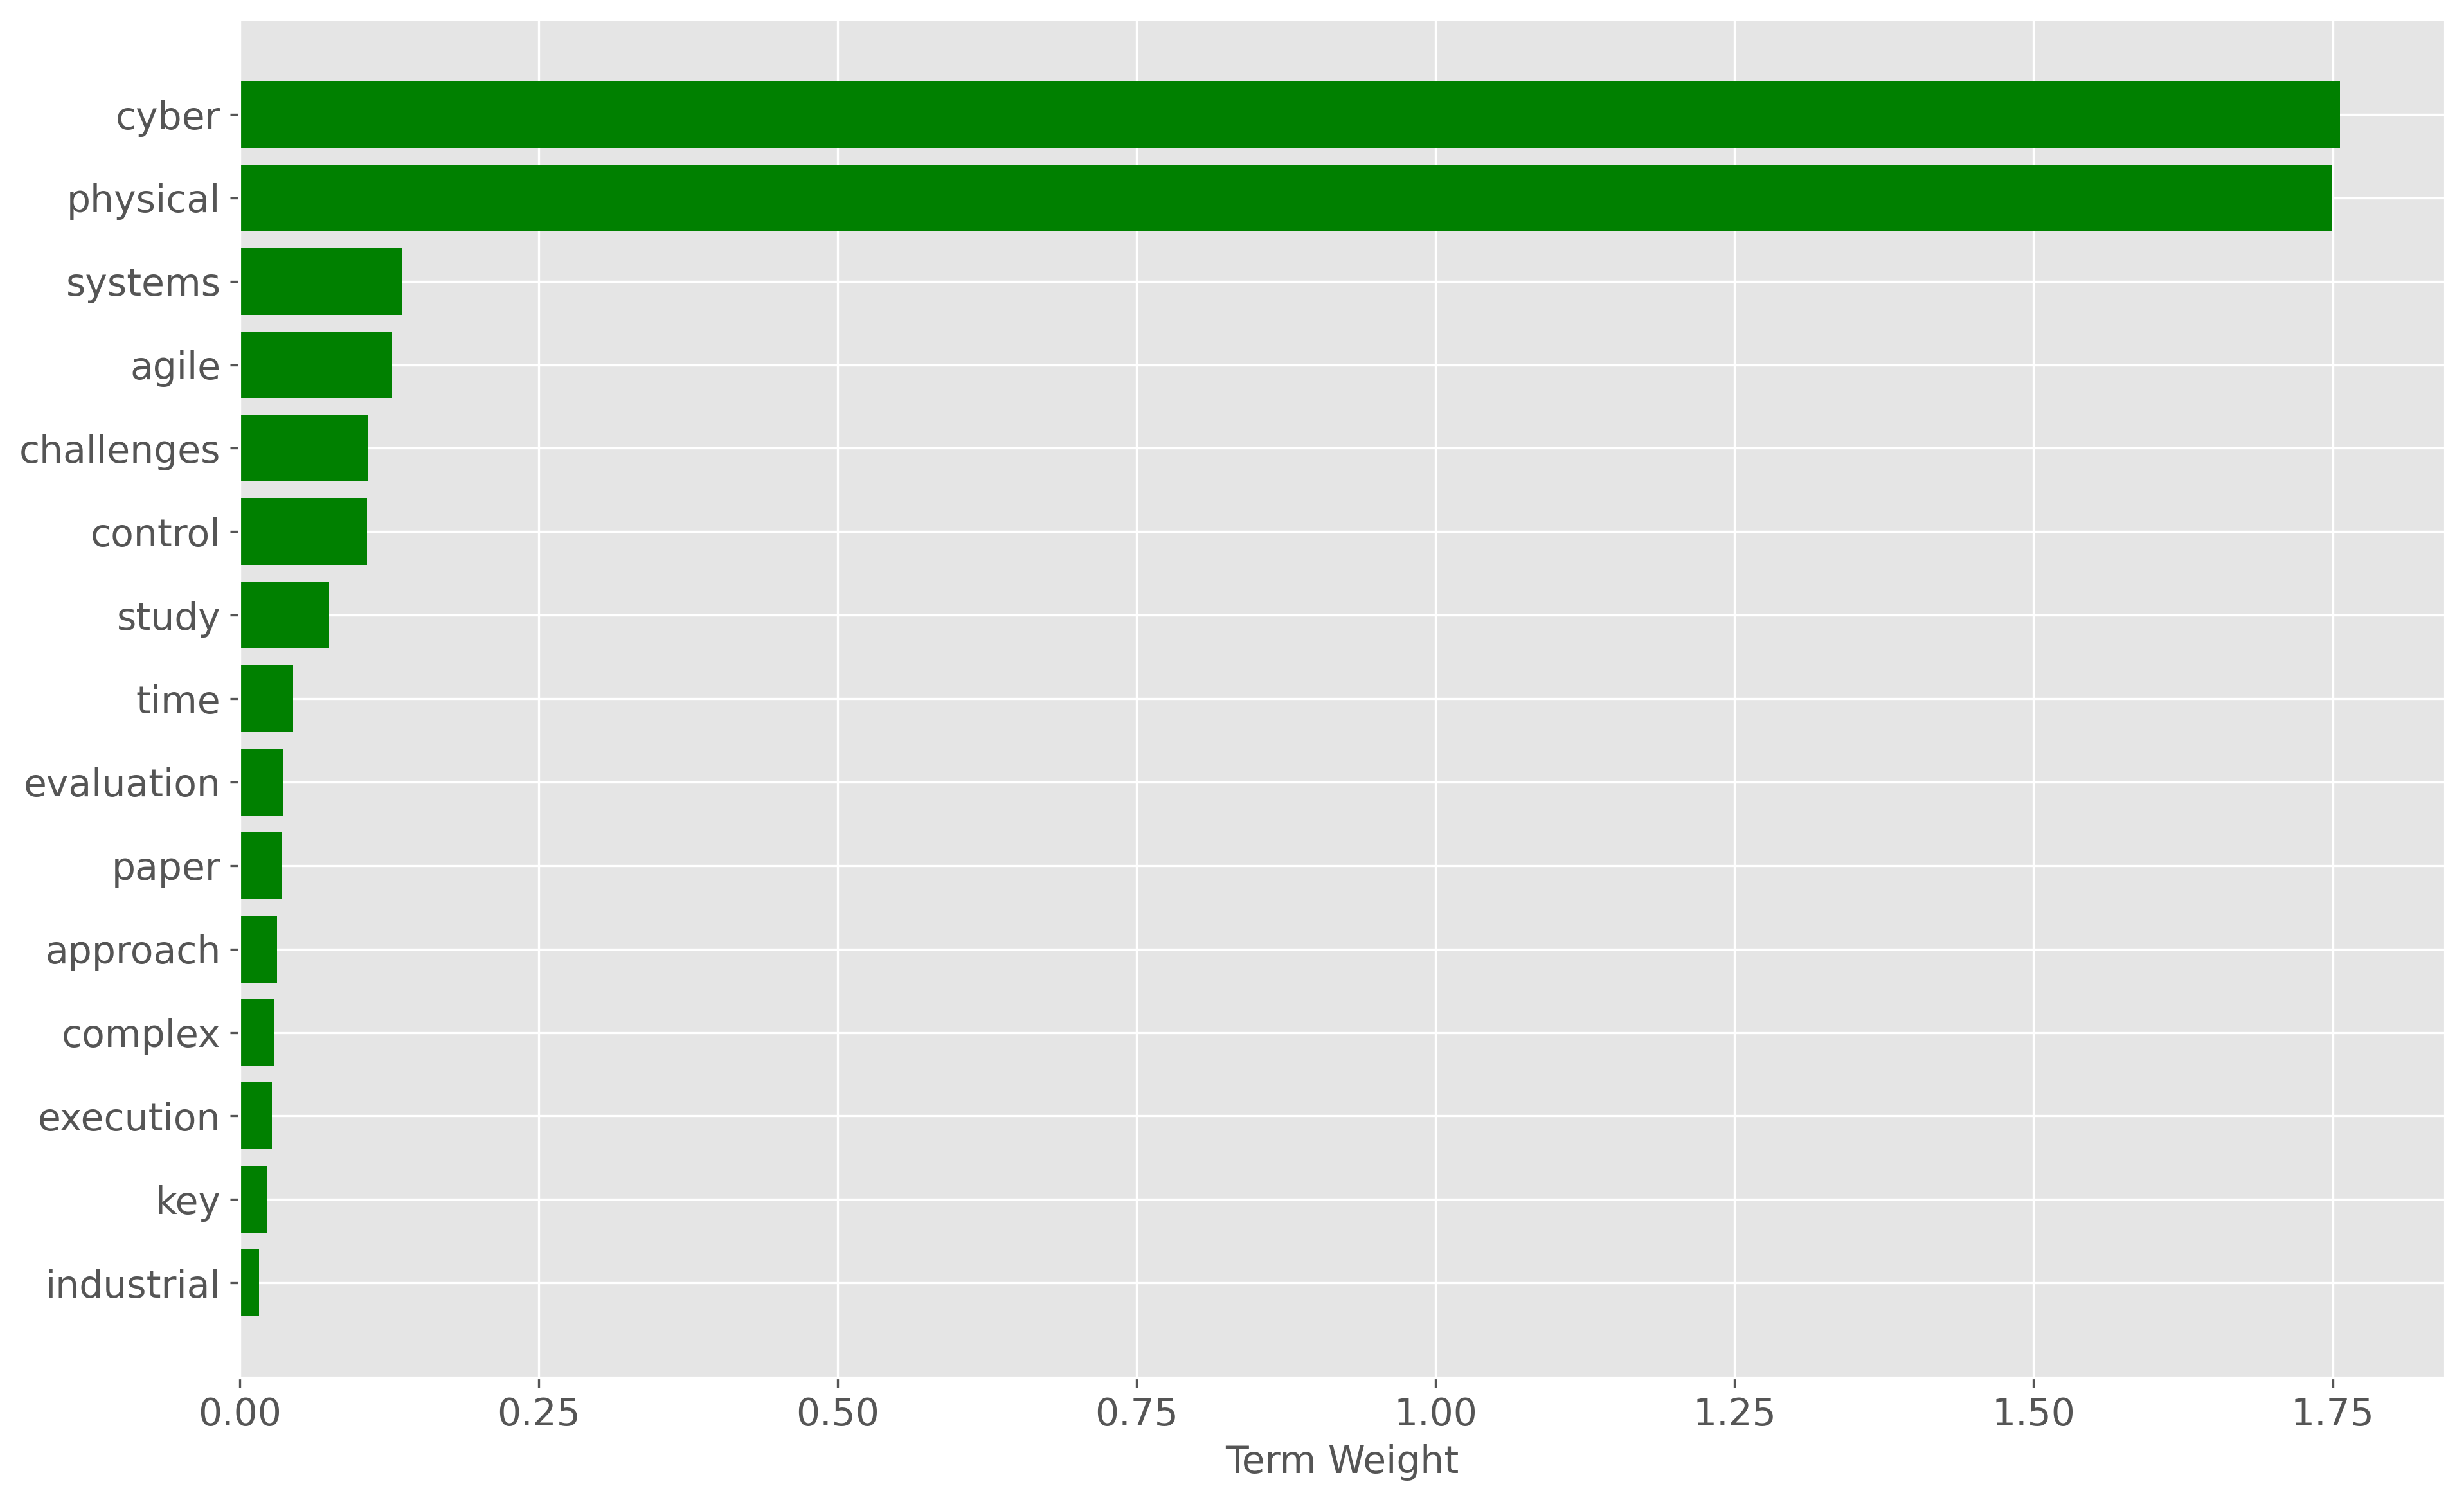 cyber
physical
systems
agile
challenges
control
study
time
evaluation
paper
approach
complex
execution
key
industrial
0.00 0.25 0.50 0.75 1.00 1.25 1.50 1.75
Term Weight